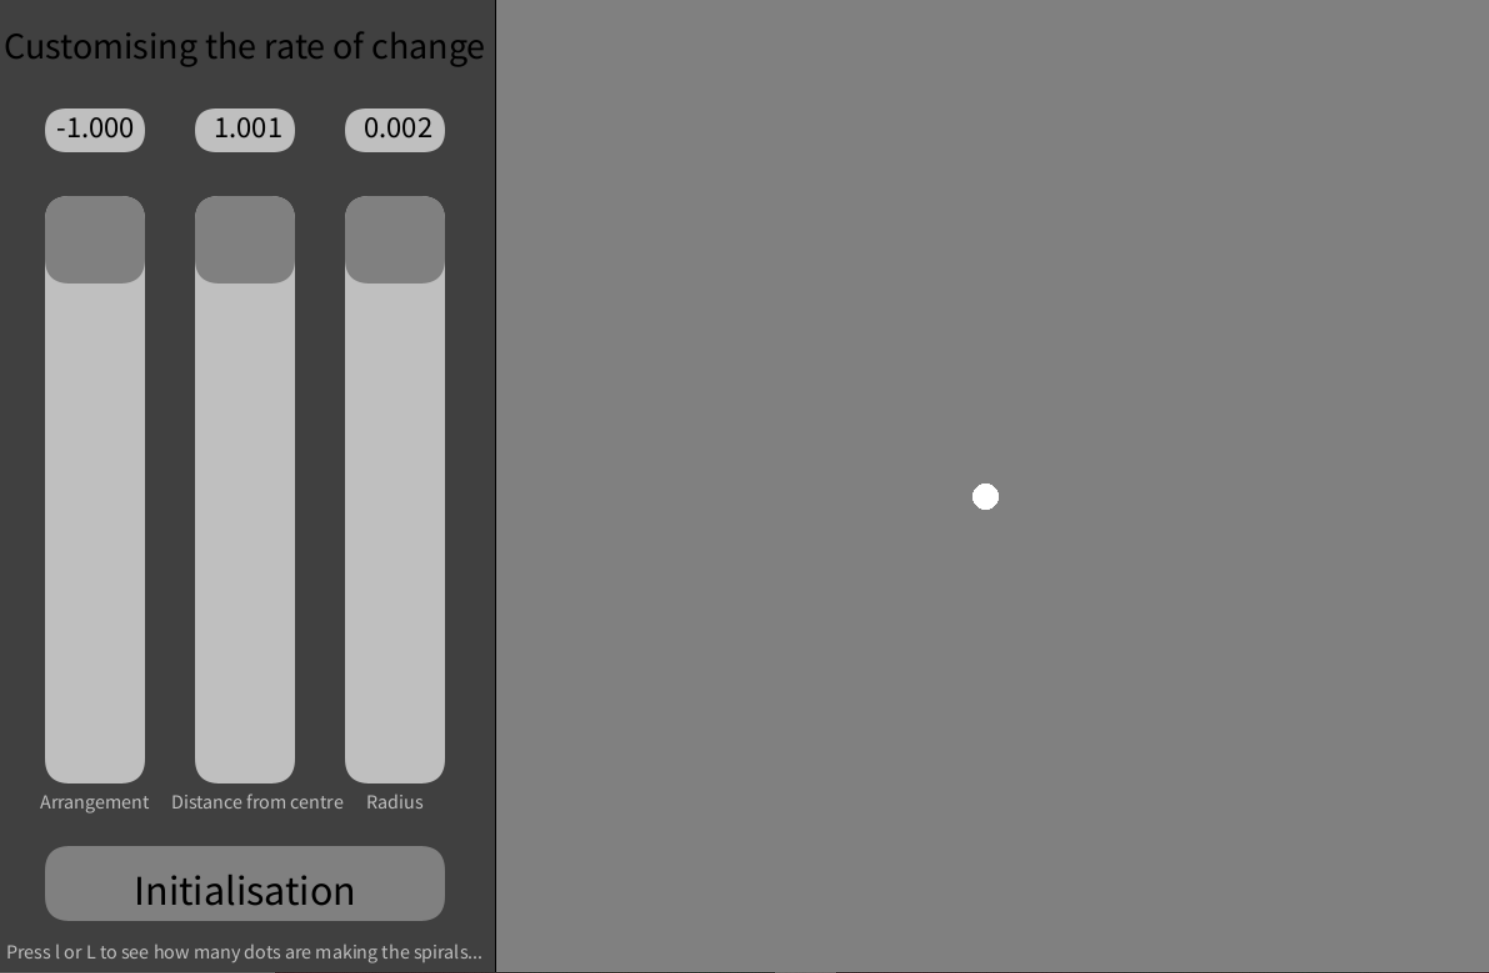 Customising the rate of change
-1.000 1.001 0.002
Arrangement Distance from centre Radius
Initialisation
Press l or L to see how many dots are making the spirals...